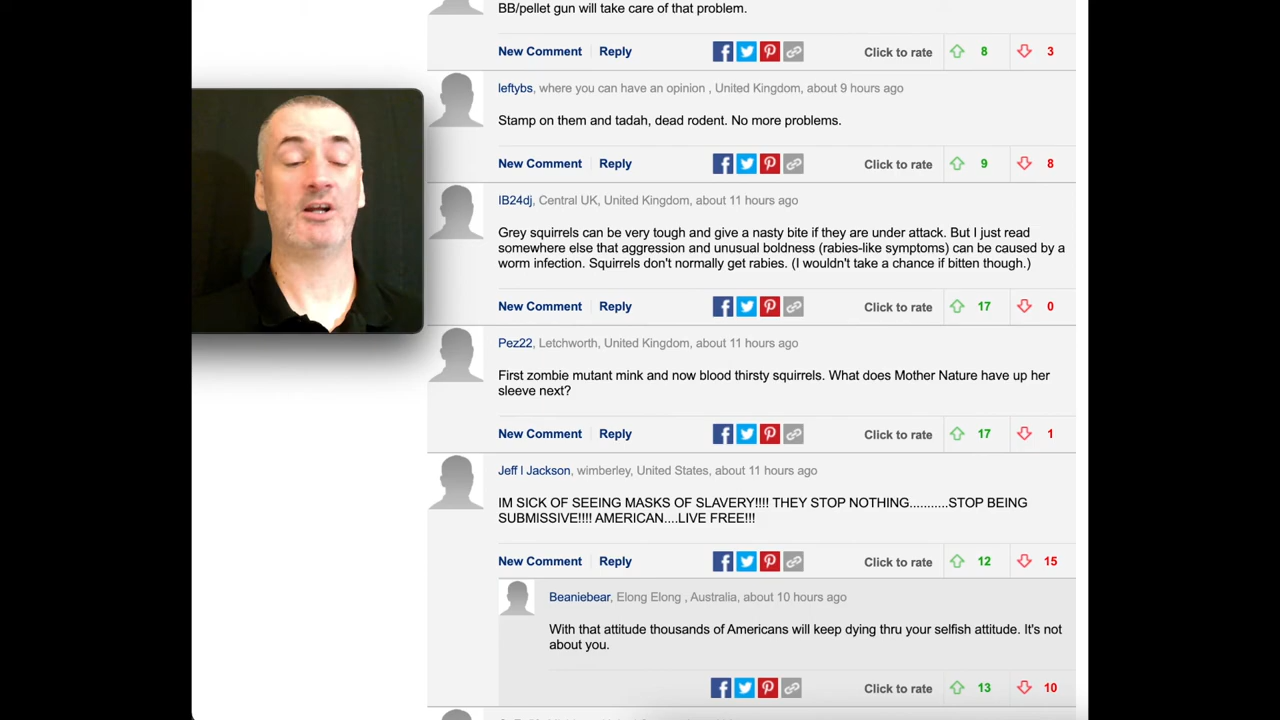 BB/pellet gun will take care of that problem.
New Comment Reply Click to rate 8 3
leftybs, where you can have an opinion , United Kingdom, about 9 hours ago
Stamp on them and tadah, dead rodent. No more problems.
New Comment Reply Click to rate 9 8
IB24dj, Central UK, United Kingdom, about 11 hours ago
Grey squirrels can be very tough and give a nasty bite if they are under attack. But I just read
somewhere else that aggression and unusual boldness (rabies-like symptoms) can be caused by a
worm infection. Squirrels don't normally get rabies. (I wouldn't take a chance if bitten though.)
New Comment Reply Click to rate 17 0
Pez22, Letchworth, United Kingdom, about 11 hours ago
First zombie mutant mink and now blood thirsty squirrels. What does Mother Nature have up her
sleeve next?
New Comment Reply Click to rate 17 1
Jeff l Jackson, wimberley, United States, about 11 hours ago
IM SICK OF SEEING MASKS OF SLAVERY!!!! THEY STOP NOTHING..........STOP BEING
SUBMISSIVE!!!! AMERICAN....LIVE FREE!!!
New Comment Reply Click to rate 12 15
Beaniebear, Elong Elong , Australia, about 10 hours ago
With that attitude thousands of Americans will keep dying thru your selfish attitude. It's not
about you.
Click to rate 13 10